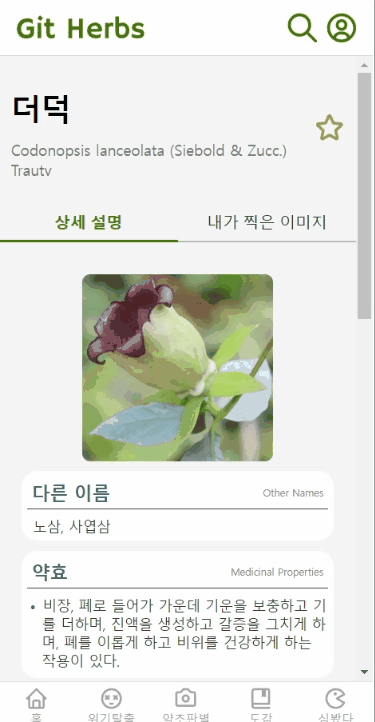 Git Herbs
더덕
Codonopsis lanceolata (Siebold & Zucc.)
Trautv
상세 설명
내가 찍은 이미지
다른 이름
Other Names
노삼, 사엽삼
약효
Medicinal Properties
• 비장, 폐로 들어가 가운데 기운을 보충하고 기
를 더하며, 진액을 생성하고 갈증을 그치게 하
며, 폐를 이롭게 하고 비위를 건강하게 하는
작용이 있다.
홈
위기탈출
약초판별
도감
심봤다